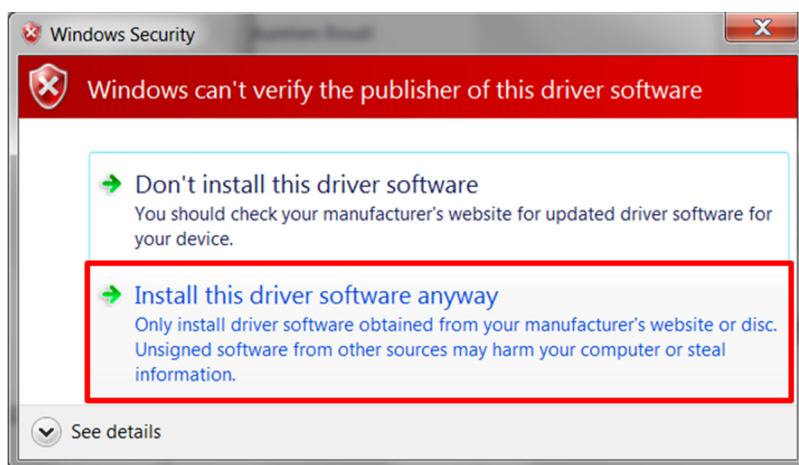 Windows Security
Windows can't verify the publisher of this driver software
Don't install this driver software
You should check your manufacturer's website for updated driver software for
your device.
Install this driver software anyway
Only install driver software obtained from your manufacturer's website or disc.
Unsigned software from other sources may harm your computer or steal
information.
See details